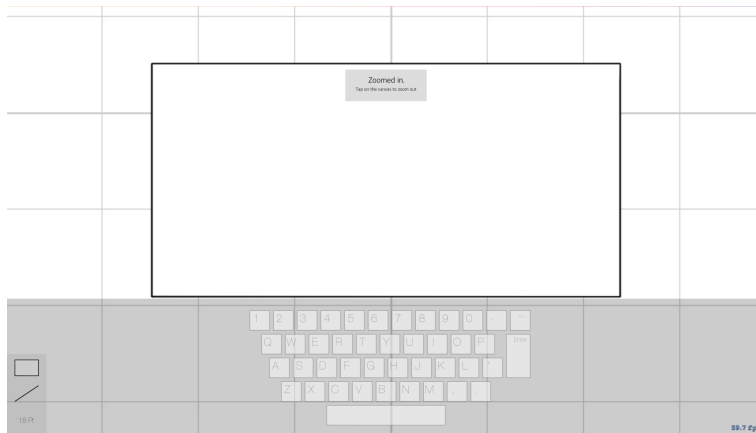 Zoomed in.
Tap on the canvas to zoom out
1 2 3 4 5 6 7 8 9 0 -
Q W E R T Y U I O P Enter
A S D F G H J K L '
Z X C V B N M , .
18 Pt